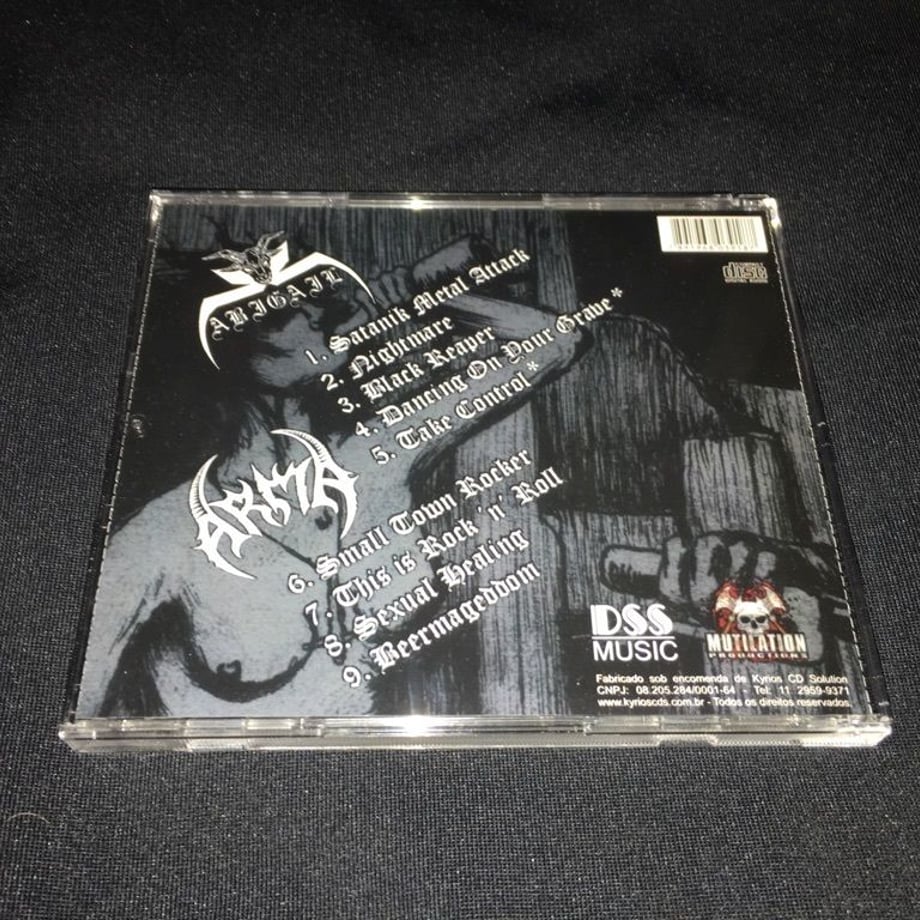 ABIGAIL
1. Satanik Metal Attack
2. Nightmare
3. Black Reaper
4. Dancing On Your Grave *
5. Take Control *
ARMA
6. Small Town Rocker
7. This is Rock 'n' Roll
8. Sexual Healing
9. Beermageddom
disc
DSS
MUSIC
MUTILATION
PRODUCTIONS
Fabricado sob encomenda de Kyrios CD Solution
CNPJ: 08.205.284/0001-64 - Tel: 11 2959-9371
www.kyrioscds.com.br - Todos os direitos reservados.